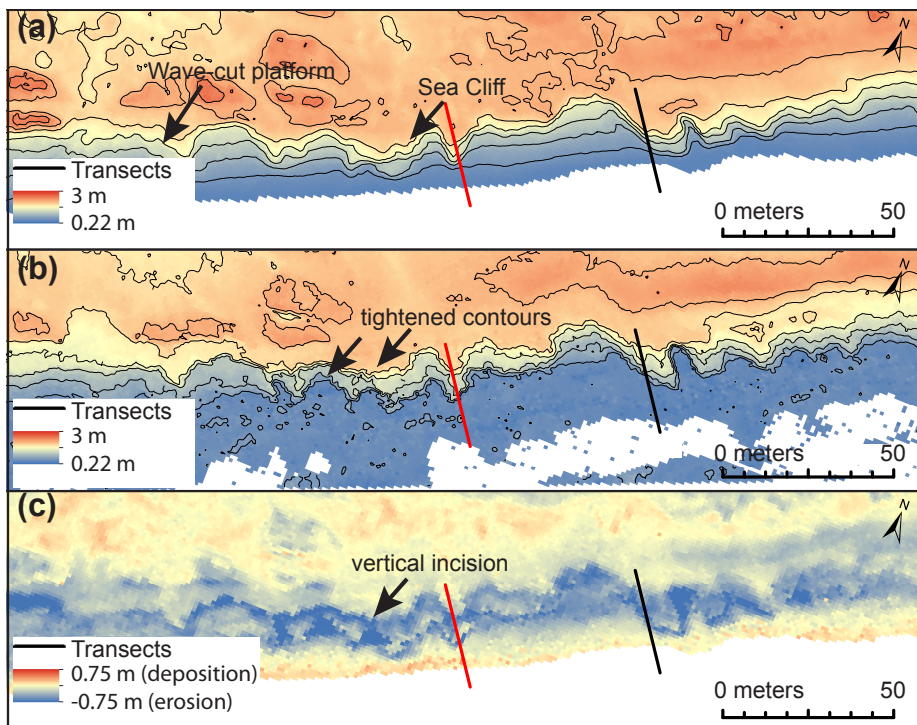 (a)
N
Wave-cut platform
Sea Cliff
Transects
3 m
0.22 m
0 meters 50
(b)
N
tightened contours
Transects
3 m
0.22 m
0 meters 50
(c)
N
vertical incision
Transects
0.75 m (deposition)
-0.75 m (erosion)
0 meters 50